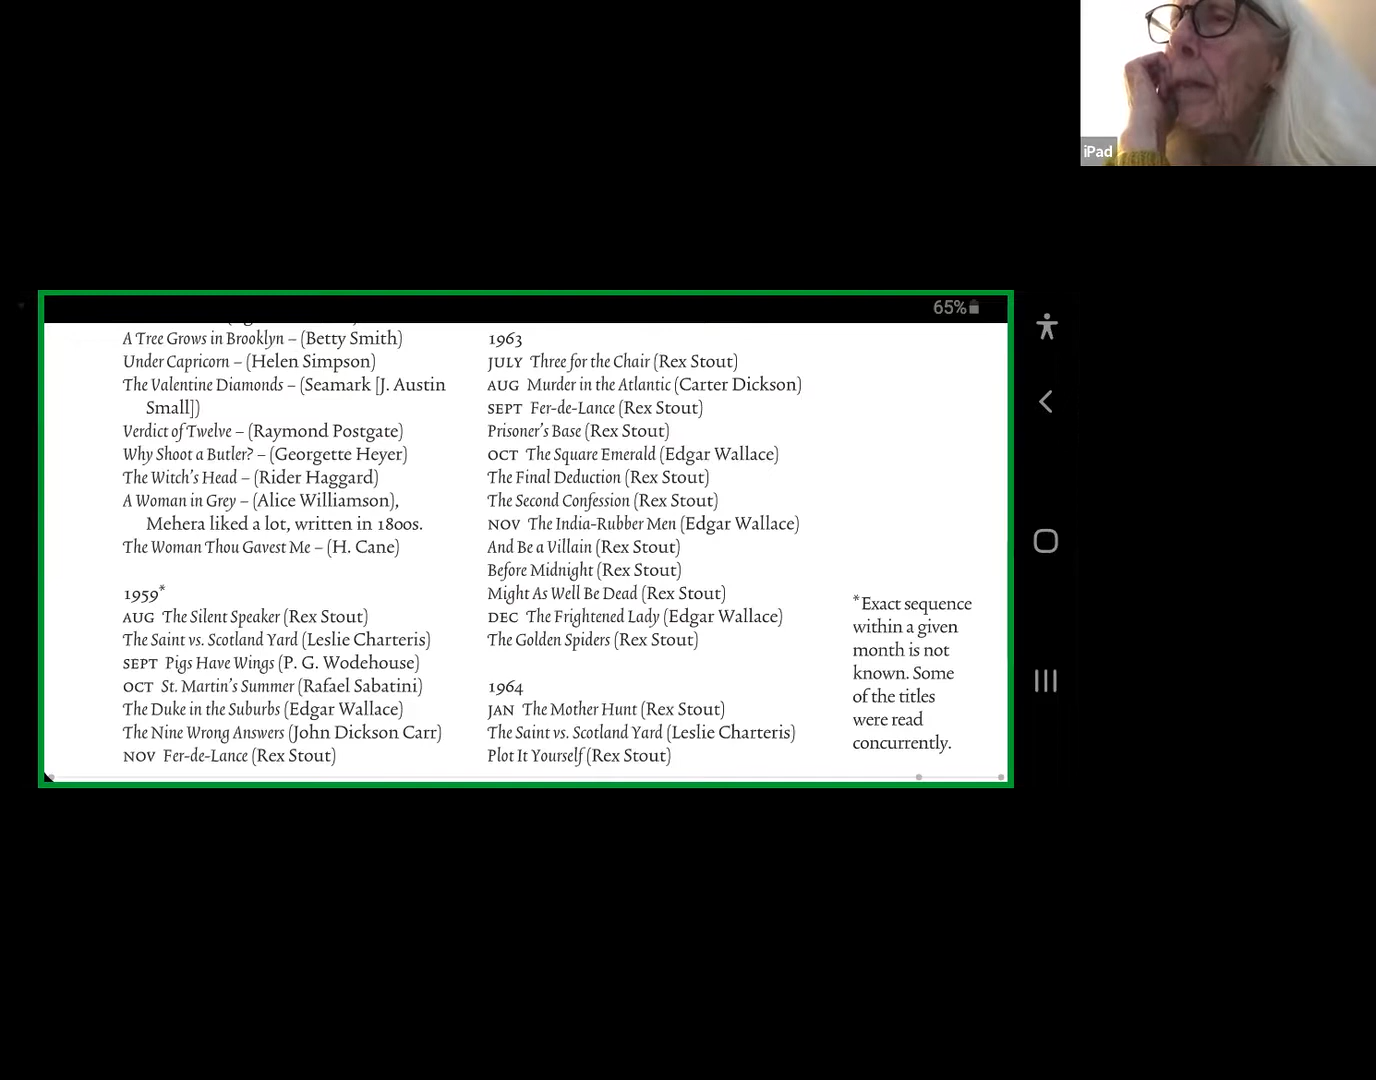 iPad
65%
A Tree Grows in Brooklyn – (Betty Smith)
Under Capricorn – (Helen Simpson)
The Valentine Diamonds – (Seamark [J. Austin
Small])
Verdict of Twelve – (Raymond Postgate)
Why Shoot a Butler? – (Georgette Heyer)
The Witch's Head – (Rider Haggard)
A Woman in Grey – (Alice Williamson),
Mehera liked a lot, written in 1800s.
The Woman Thou Gavest Me – (H. Cane)
1959*
AUG The Silent Speaker (Rex Stout)
The Saint vs. Scotland Yard (Leslie Charteris)
SEPT Pigs Have Wings (P. G. Wodehouse)
OCT St. Martin's Summer (Rafael Sabatini)
The Duke in the Suburbs (Edgar Wallace)
The Nine Wrong Answers (John Dickson Carr)
NOV Fer-de-Lance (Rex Stout)
1963
JULY Three for the Chair (Rex Stout)
AUG Murder in the Atlantic (Carter Dickson)
SEPT Fer-de-Lance (Rex Stout)
Prisoner's Base (Rex Stout)
OCT The Square Emerald (Edgar Wallace)
The Final Deduction (Rex Stout)
The Second Confession (Rex Stout)
NOV The India-Rubber Men (Edgar Wallace)
And Be a Villain (Rex Stout)
Before Midnight (Rex Stout)
Might As Well Be Dead (Rex Stout)
DEC The Frightened Lady (Edgar Wallace)
The Golden Spiders (Rex Stout)
1964
JAN The Mother Hunt (Rex Stout)
The Saint vs. Scotland Yard (Leslie Charteris)
Plot It Yourself (Rex Stout)
*Exact sequence
within a given
month is not
known. Some
of the titles
were read
concurrently.